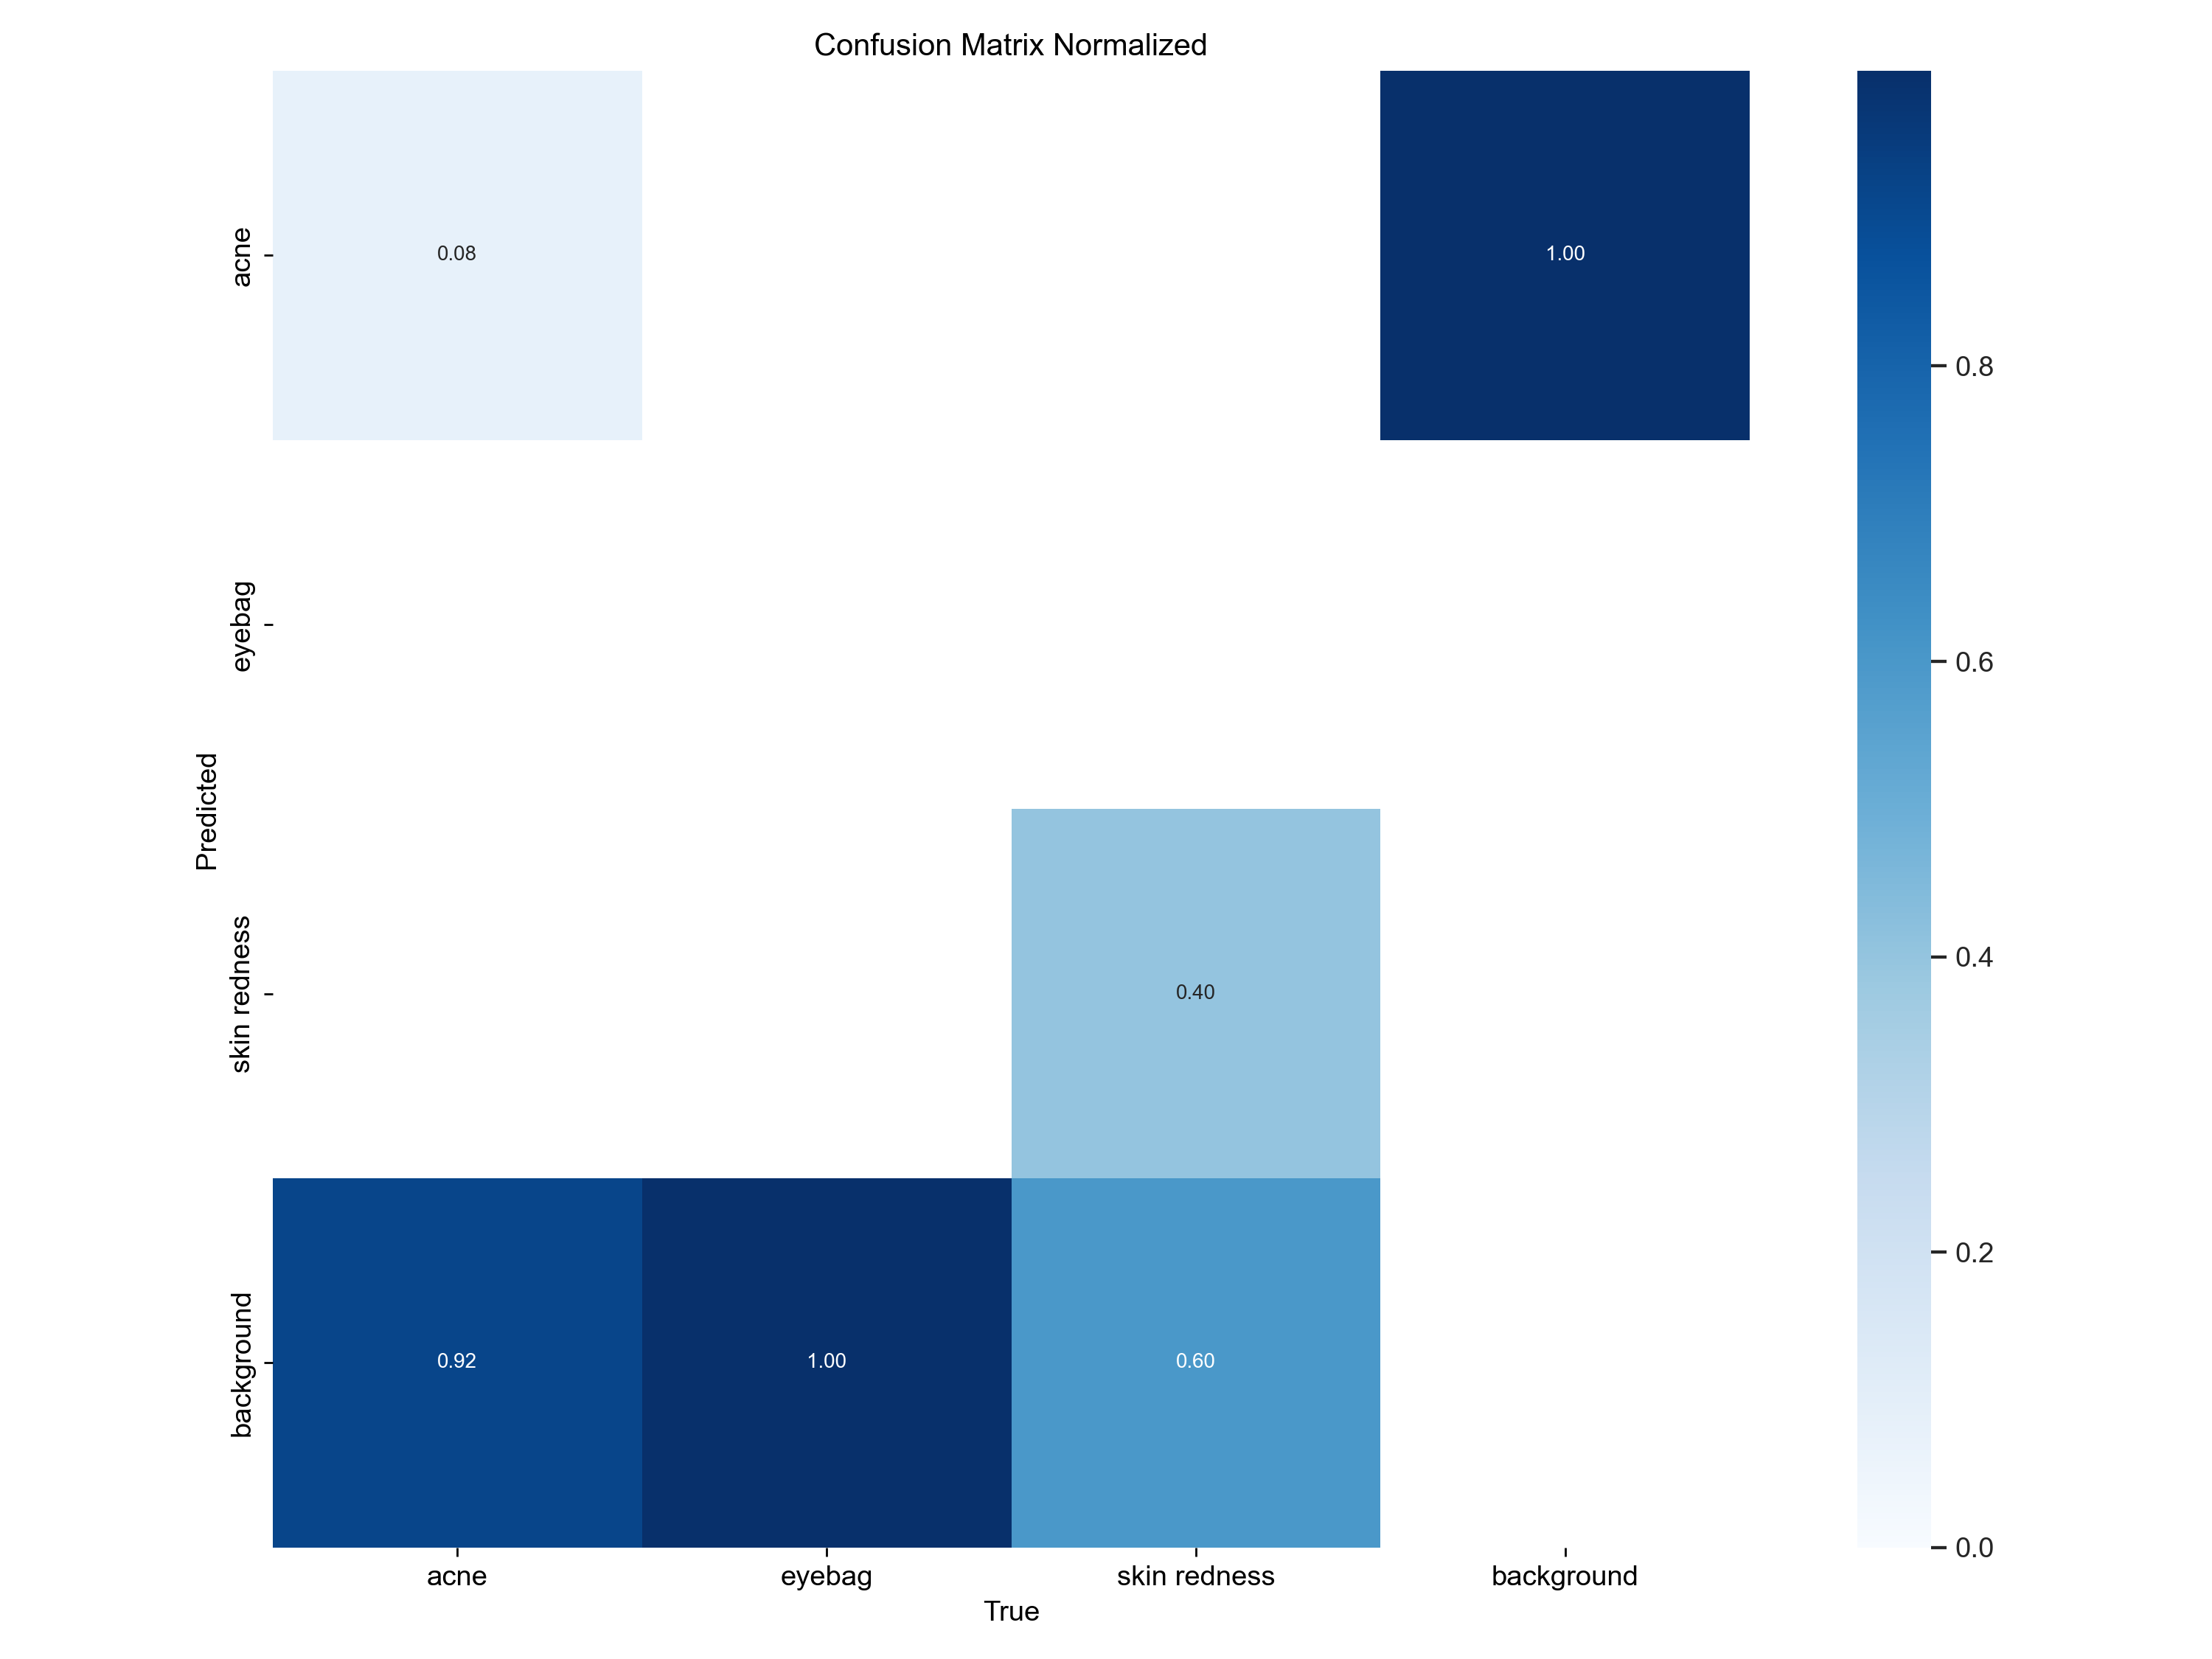 Confusion Matrix Normalized
acne
0.08
1.00
0.8
eyebag
0.6
Predicted
skin redness
0.40
0.4
background
0.92
1.00
0.60
0.2
0.0
acne
eyebag
skin redness
background
True